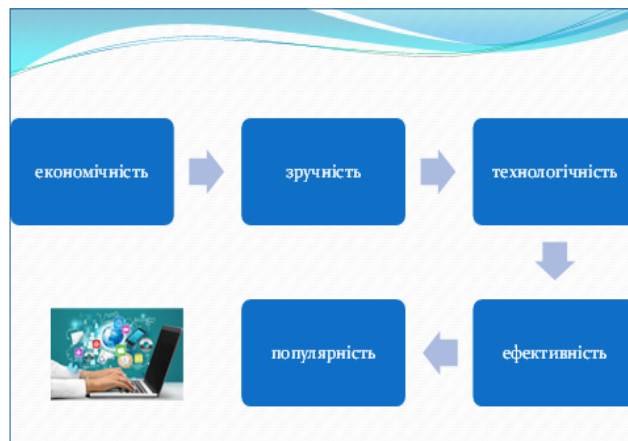 економічність
зручність
технологічність
ефективність
популярність